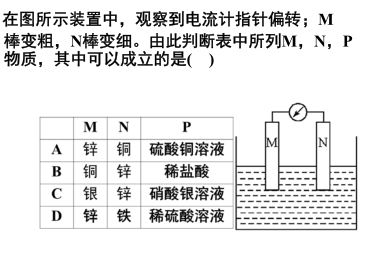 在图所示装置中，观察到电流计指针偏转；M
棒变粗，N棒变细。由此判断表中所列M，N，P
物质，其中可以成立的是( )
M N P
A 锌 铜 硫酸铜溶液
B 铜 锌 稀盐酸
C 银 锌 硝酸银溶液
D 锌 铁 稀硫酸溶液
M N